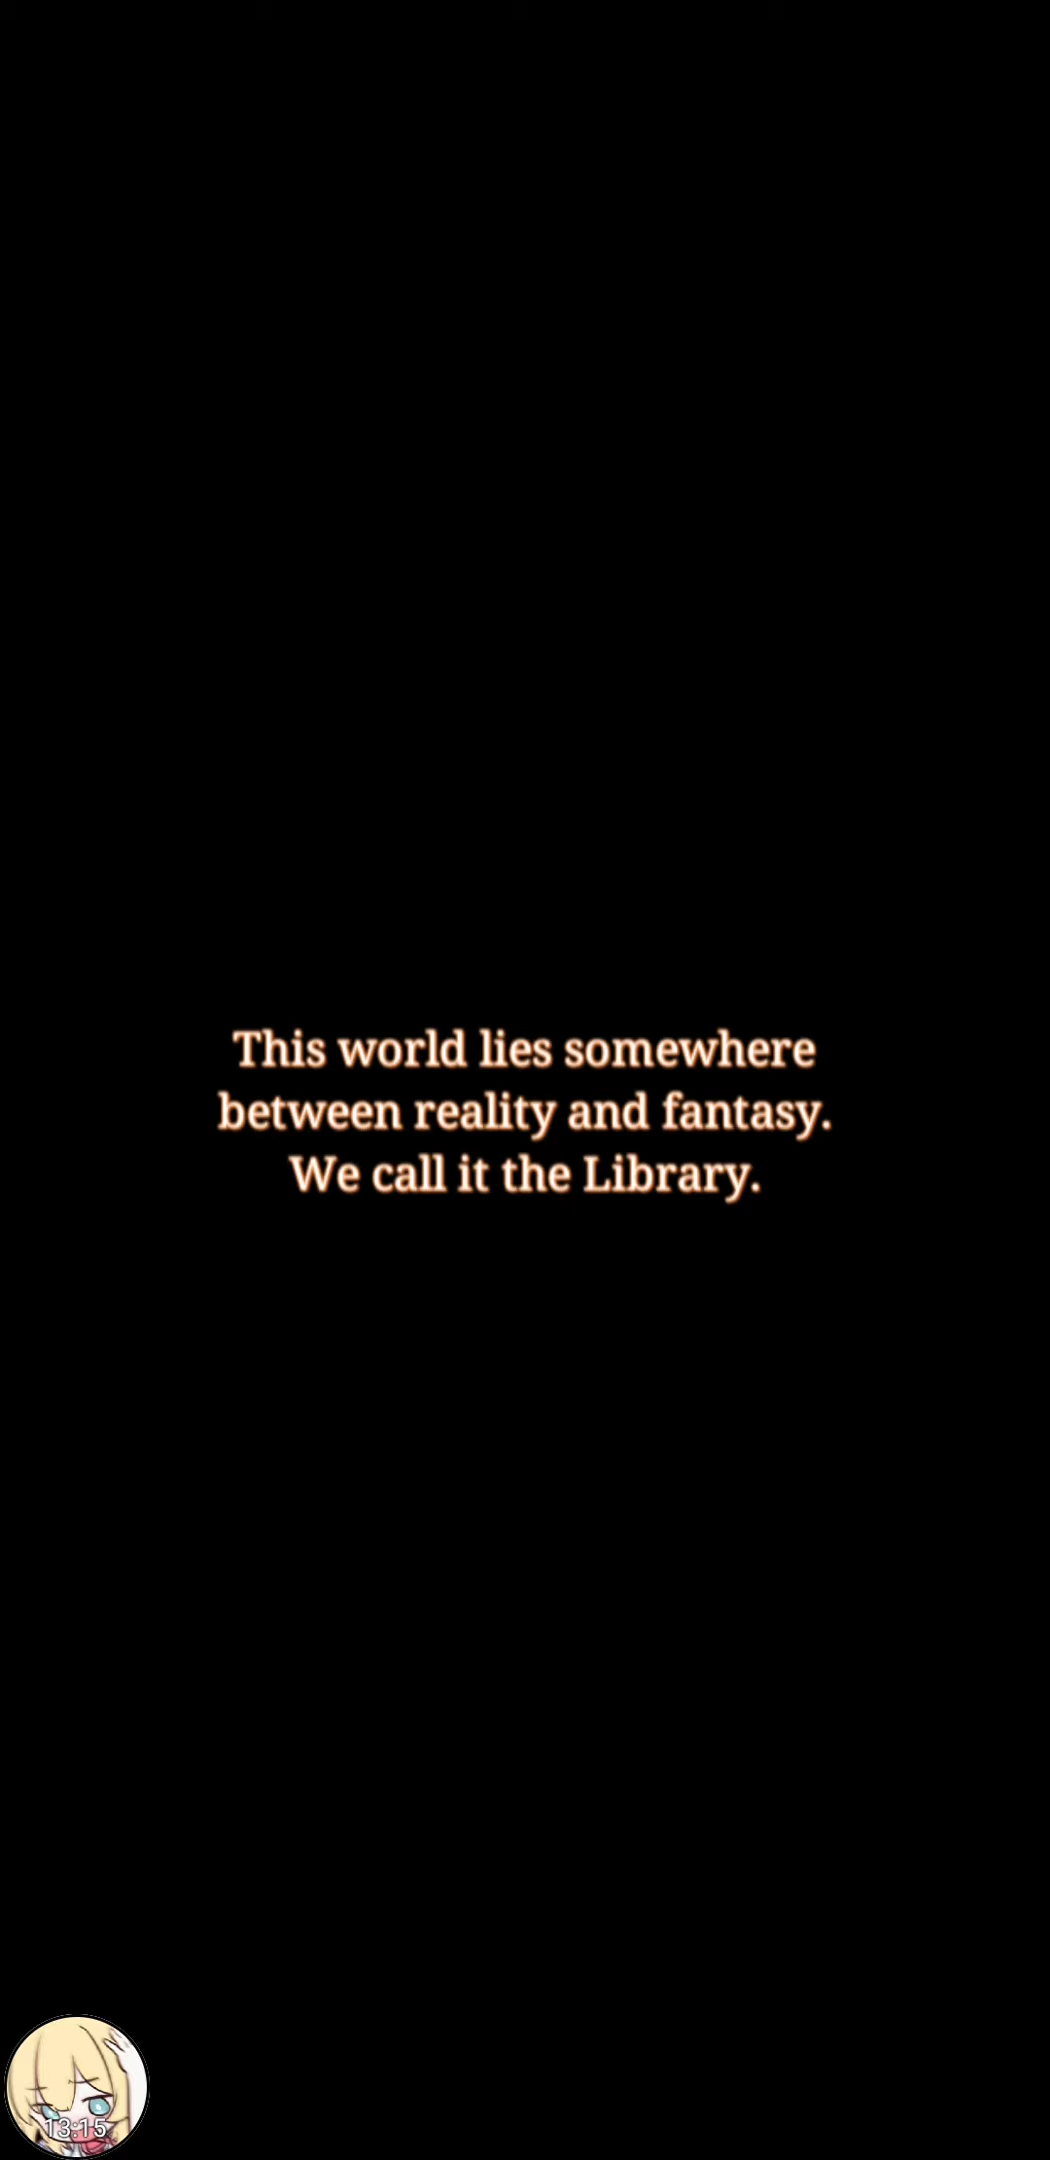 This world lies somewhere
between reality and fantasy.
We call it the Library.
13:15